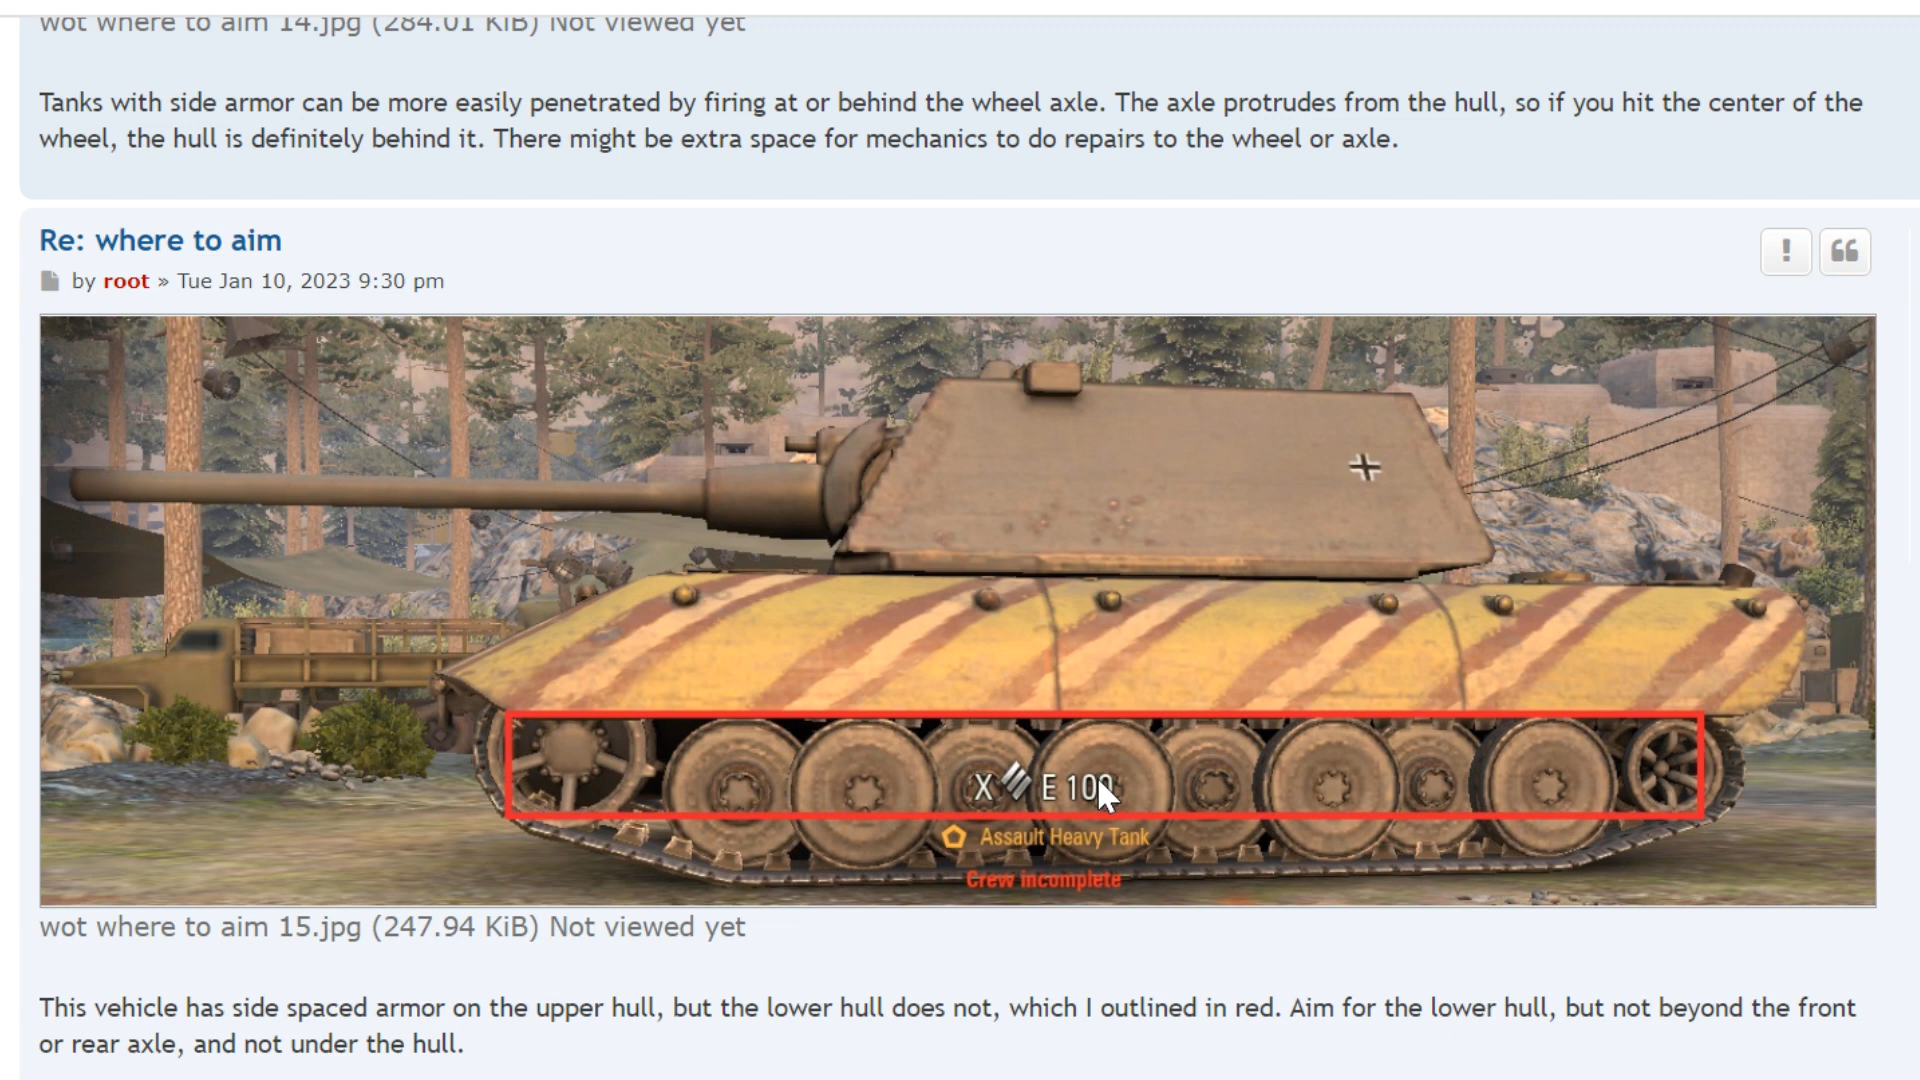 wot where to aim 14.jpg (284.01 KiB) Not viewed yet
Tanks with side armor can be more easily penetrated by firing at or behind the wheel axle. The axle protrudes from the hull, so if you hit the center of the
wheel, the hull is definitely behind it. There might be extra space for mechanics to do repairs to the wheel or axle.
Re: where to aim
by root » Tue Jan 10, 2023 9:30 pm
X E 100
Assault Heavy Tank
Crew incomplete
wot where to aim 15.jpg (247.94 KiB) Not viewed yet
This vehicle has side spaced armor on the upper hull, but the lower hull does not, which I outlined in red. Aim for the lower hull, but not beyond the front
or rear axle, and not under the hull.